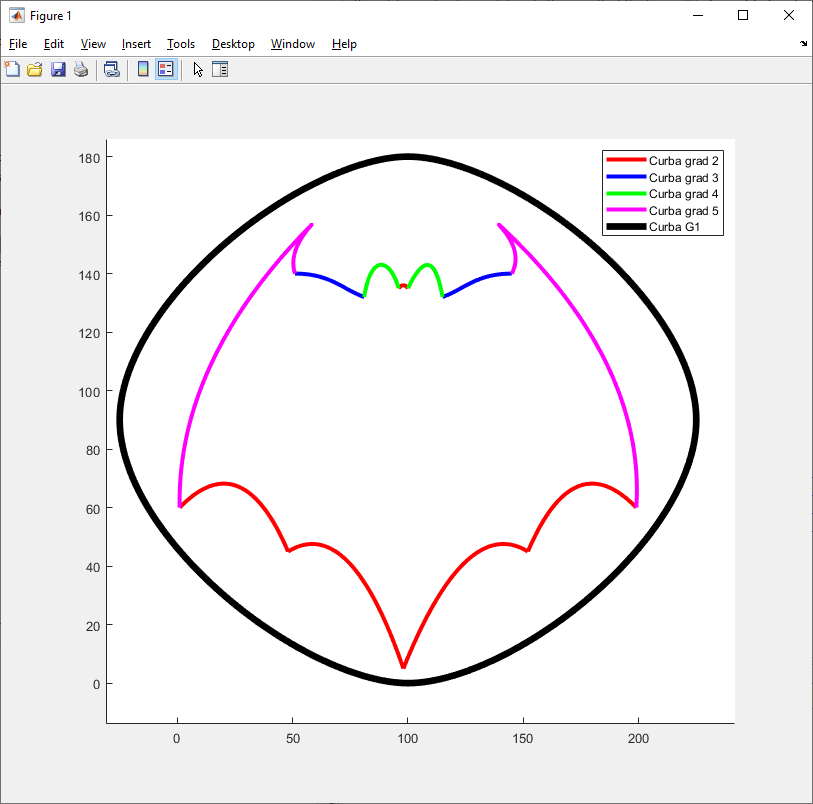 Figure 1
File Edit View Insert Tools Desktop Window Help
Curba grad 2
Curba grad 3
Curba grad 4
Curba grad 5
Curba G1
180
160
140
120
100
80
60
40
20
0
0 50 100 150 200